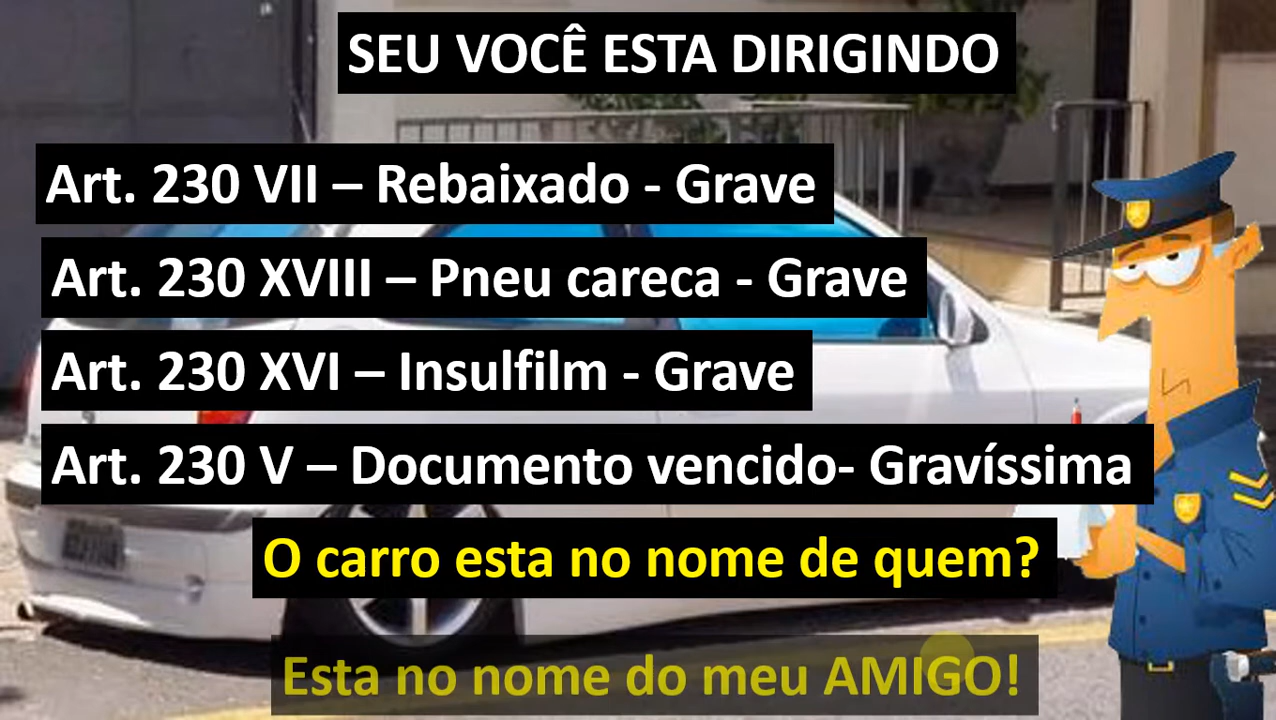 SEU VOCÊ ESTA DIRIGINDO
Art. 230 VII – Rebaixado - Grave
Art. 230 XVIII – Pneu careca - Grave
Art. 230 XVI – Insulfilm - Grave
Art. 230 V – Documento vencido- Gravíssima
O carro esta no nome de quem?
Esta no nome do meu AMIGO!